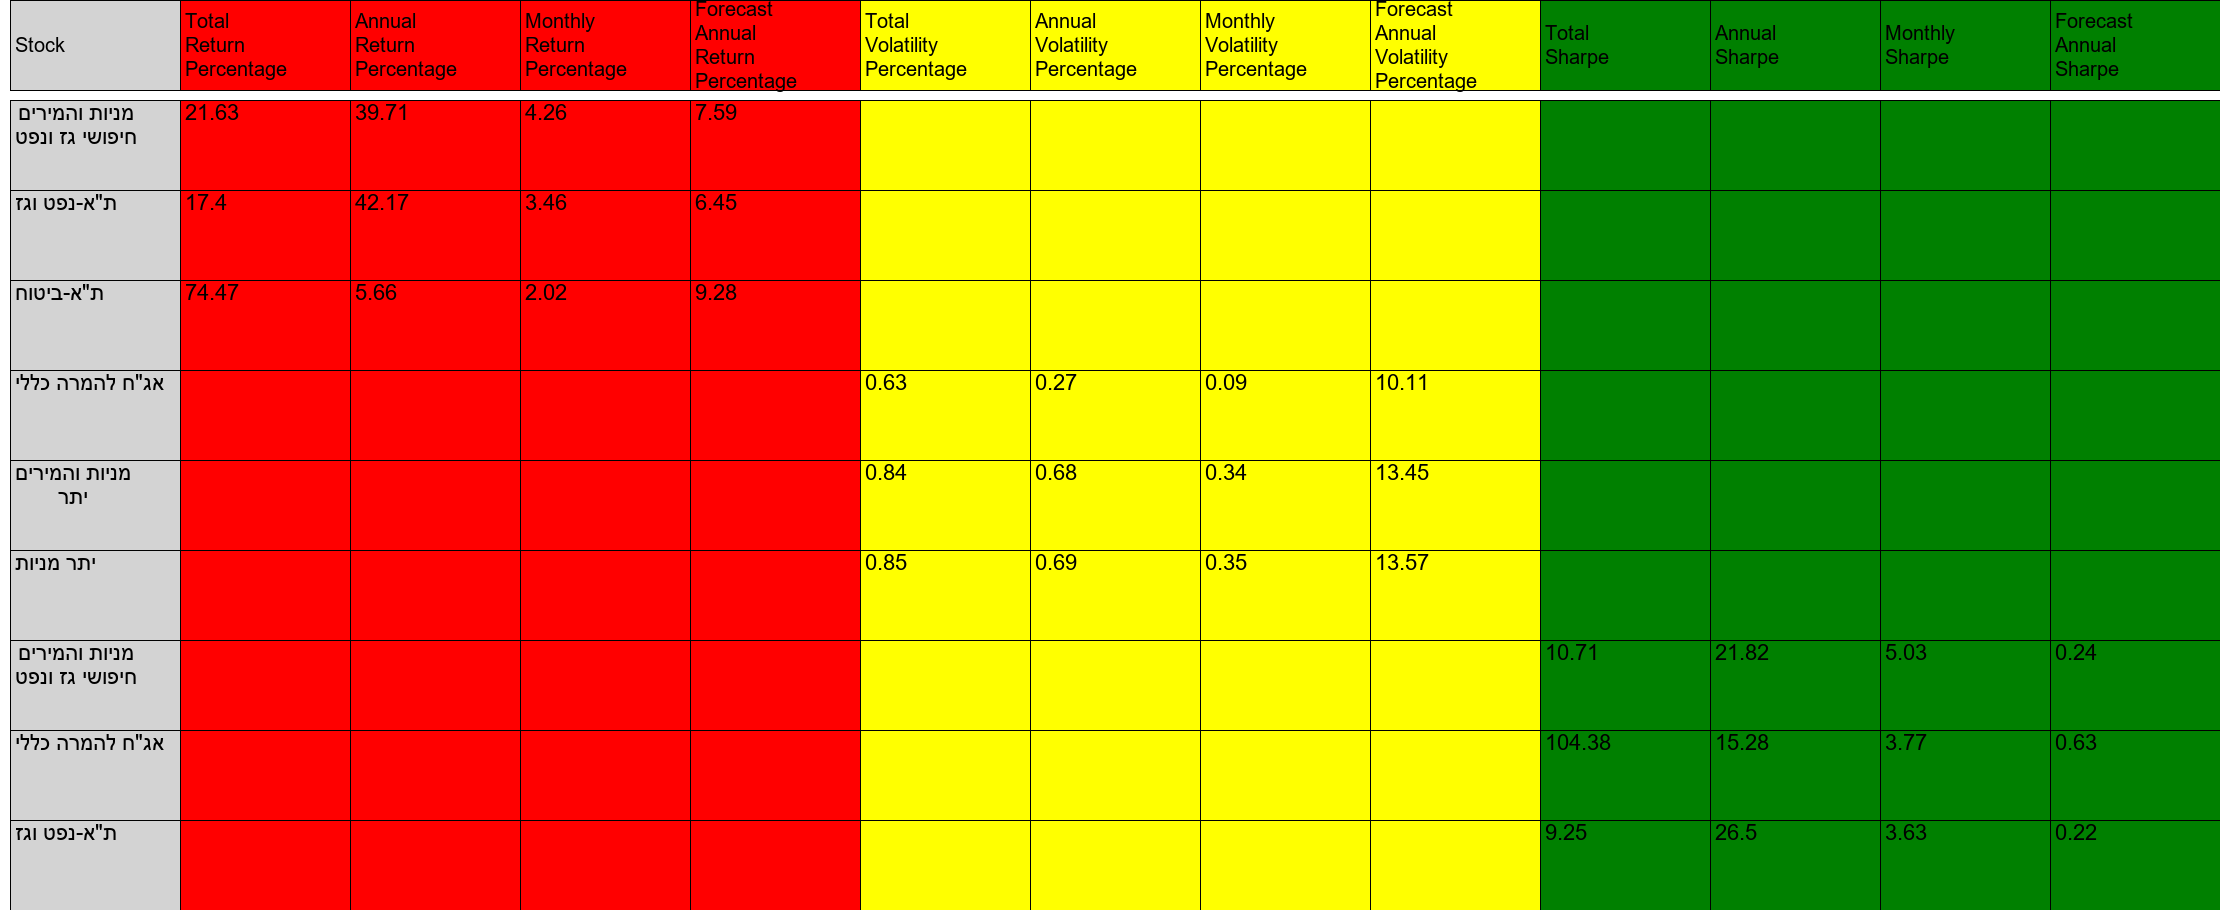 Stock
Total
Return
Percentage
Annual
Return
Percentage
Monthly
Return
Percentage
Forecast
Annual
Return
Percentage
Total
Volatility
Percentage
Annual
Volatility
Percentage
Monthly
Volatility
Percentage
Forecast
Annual
Volatility
Percentage
Total
Sharpe
Annual
Sharpe
Monthly
Sharpe
Forecast
Annual
Sharpe
מניות והמירים
חיפושי גז ונפט
21.63
39.71
4.26
7.59
ת"א-נפט וגז
17.4
42.17
3.46
6.45
ת"א-ביטוח
74.47
5.66
2.02
9.28
אג"ח להמרה כללי
0.63
0.27
0.09
10.11
מניות והמירים
יתר
0.84
0.68
0.34
13.45
יתר מניות
0.85
0.69
0.35
13.57
מניות והמירים
חיפושי גז ונפט
10.71
21.82
5.03
0.24
אג"ח להמרה כללי
104.38
15.28
3.77
0.63
ת"א-נפט וגז
9.25
26.5
3.63
0.22